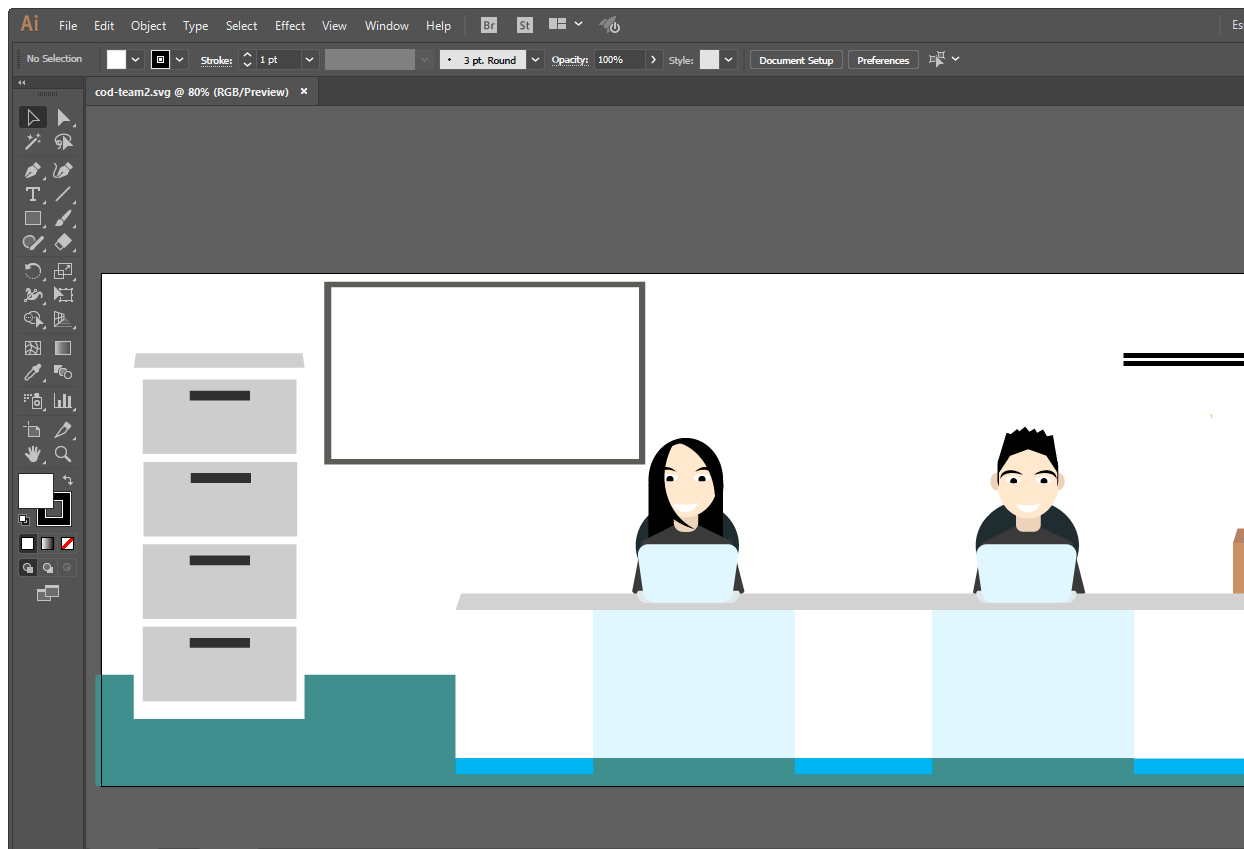 Ai File Edit Object Type Select Effect View Window Help Br St Es
No Selection Stroke: 1 pt 3 pt. Round Opacity: 100% Style: Document Setup Preferences
cod-team2.svg @ 80% (RGB/Preview) ×